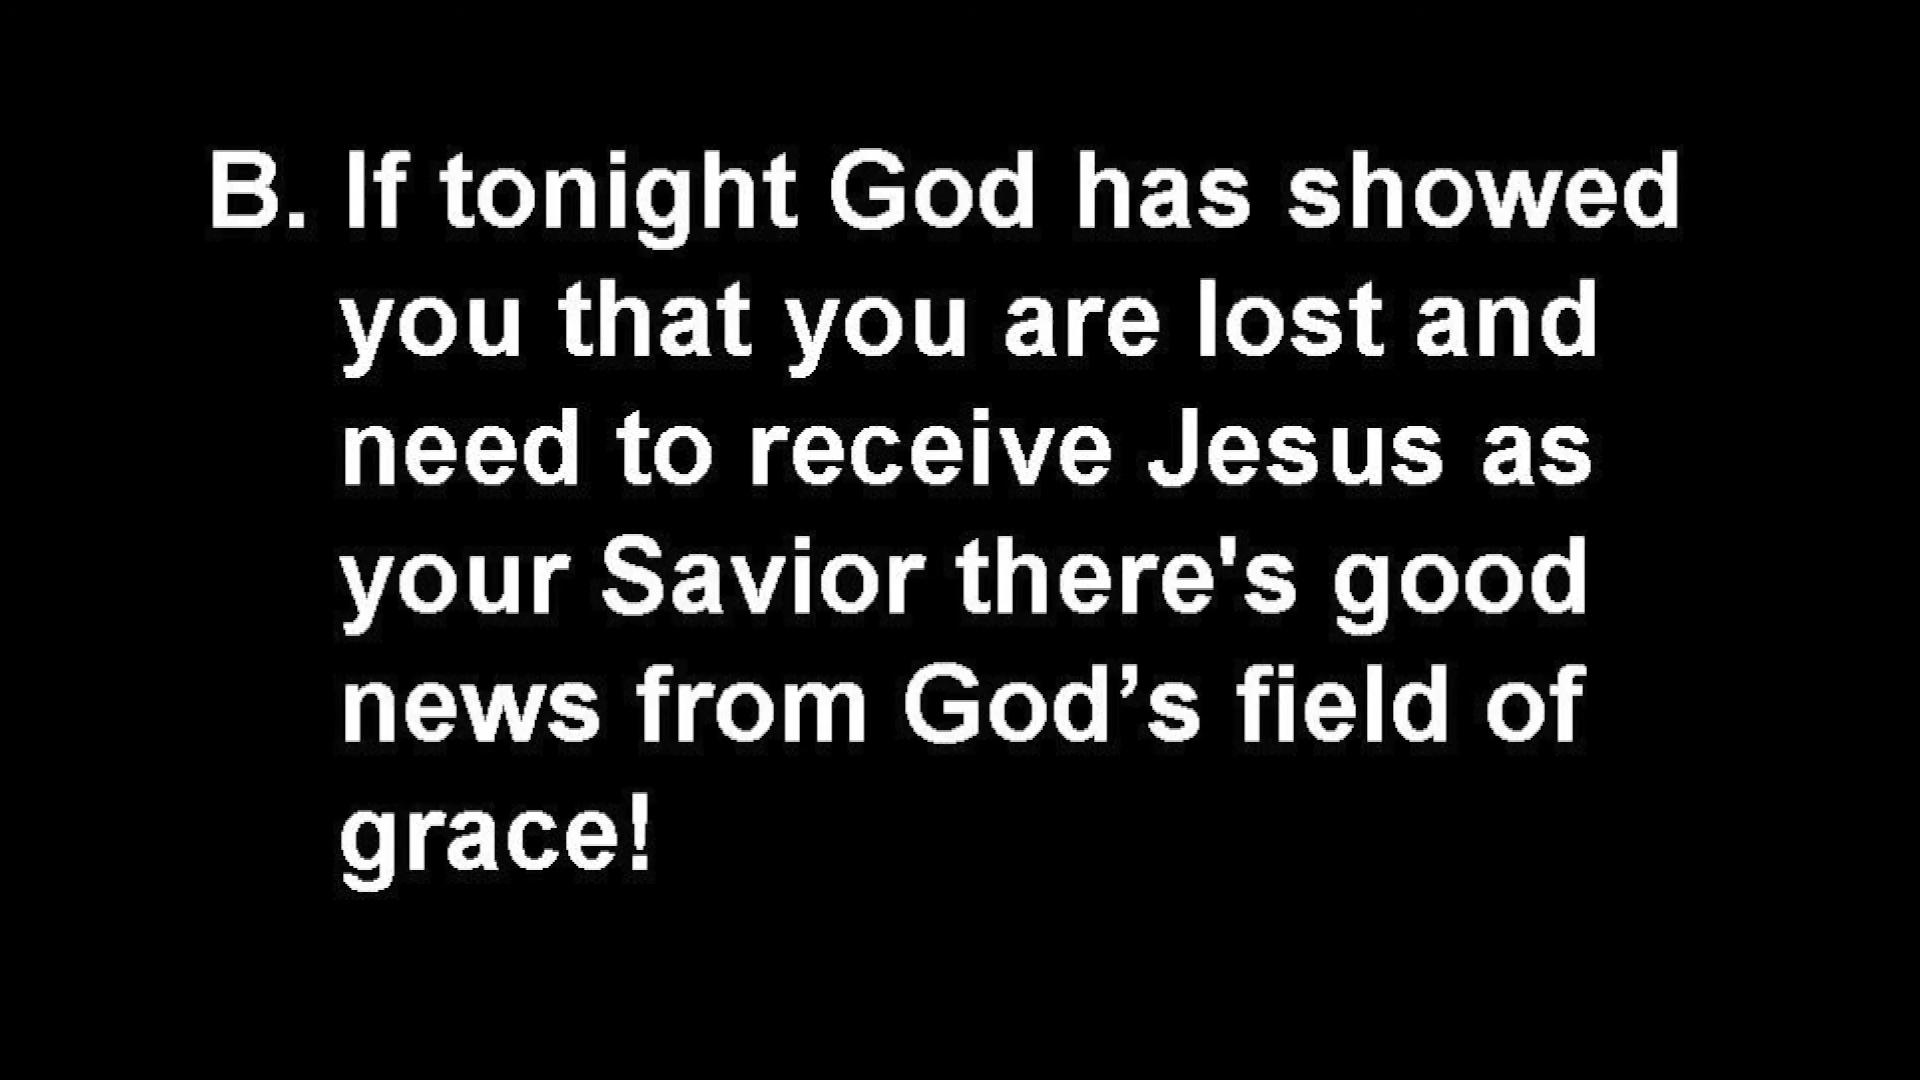 B. If tonight God has showed
you that you are lost and
need to receive Jesus as
your Savior there's good
news from God’s field of
grace!